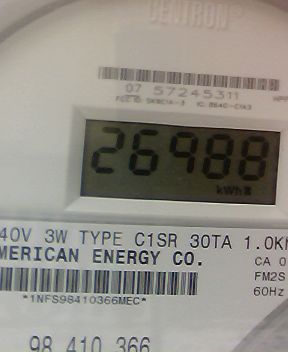 CENTRON®
07 57245311
26988
kWh
40V 3W TYPE C1SR 30TA 1.0K
MERICAN ENERGY CO.
CA 0
FM2S
60Hz
*1NFS98410366MEC*
98 410 366